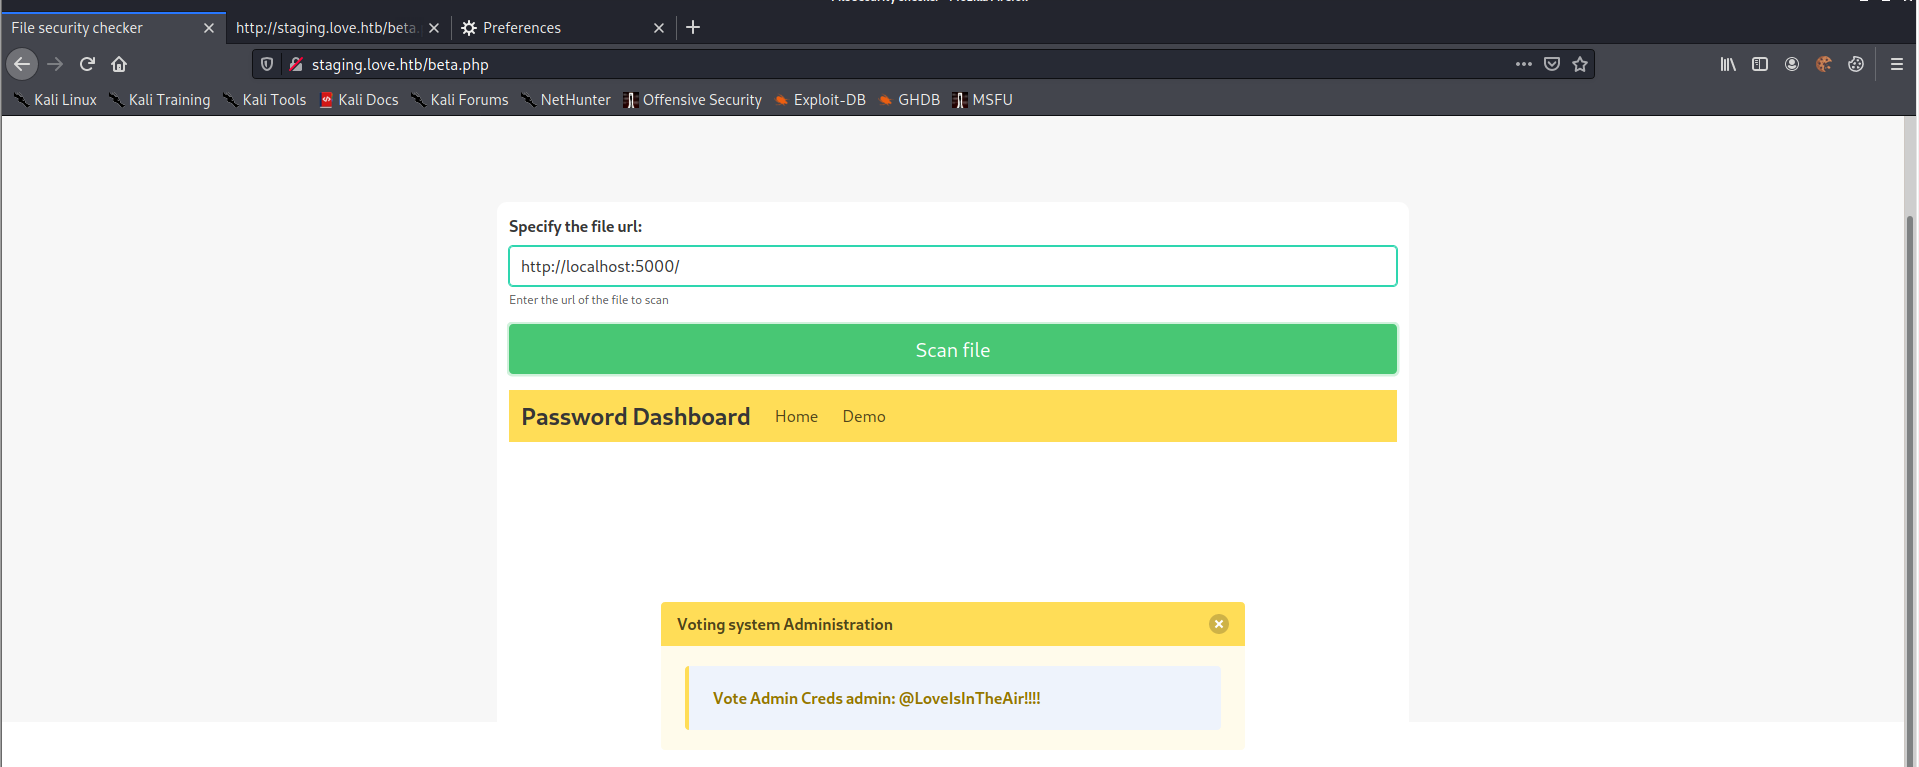 File security checker
http://staging.love.htb/beta.
Preferences
staging.love.htb/beta.php
Kali Linux Kali Training Kali Tools Kali Docs Kali Forums NetHunter Offensive Security Exploit-DB GHDB MSFU
Specify the file url:
http://localhost:5000/
Enter the url of the file to scan
Scan file
Password Dashboard Home Demo
Voting system Administration
Vote Admin Creds admin: @LoveIsInTheAir!!!!